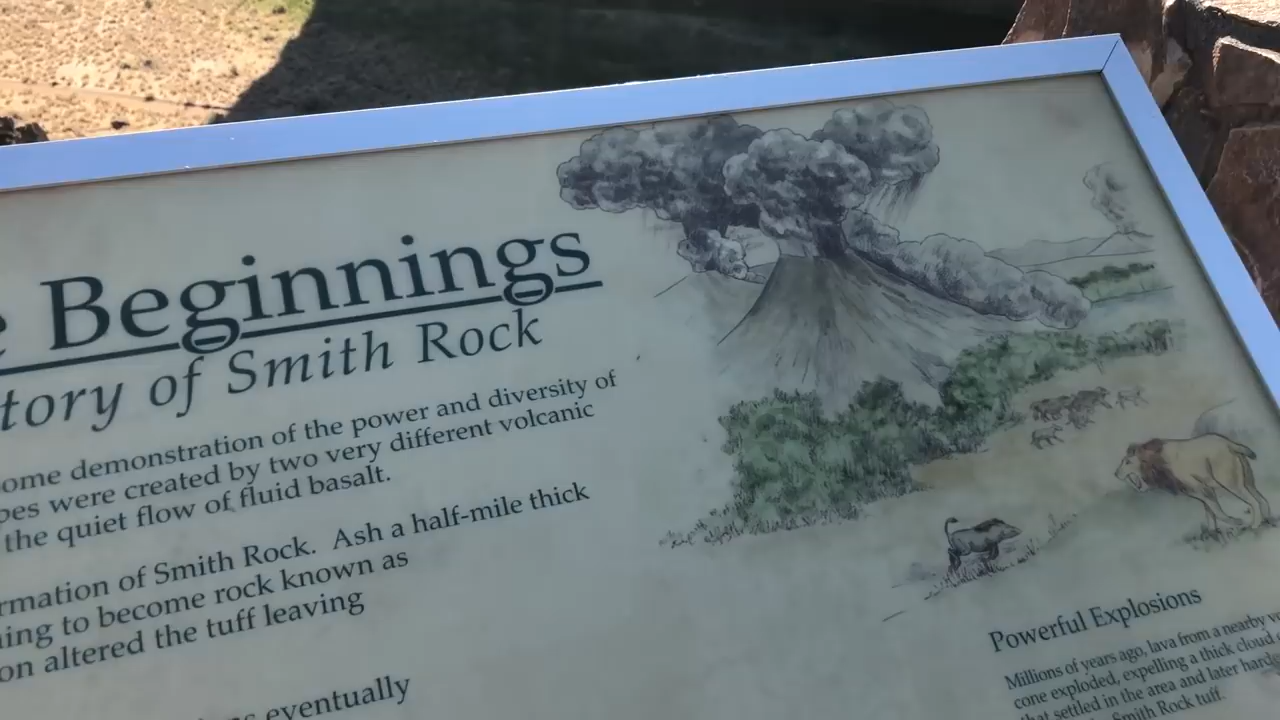 Beginnings
tory of Smith Rock
ome demonstration of the power and diversity of
pes were created by two very different volcanic
the quiet flow of fluid basalt.
rmation of Smith Rock. Ash a half-mile thick
ing to become rock known as
on altered the tuff leaving
eventually
Powerful Explosions
Millions of years ago, lava from a nearby
cone exploded, expelling a thick cloud
that settled in the area and later harde
Smith Rock tuff.